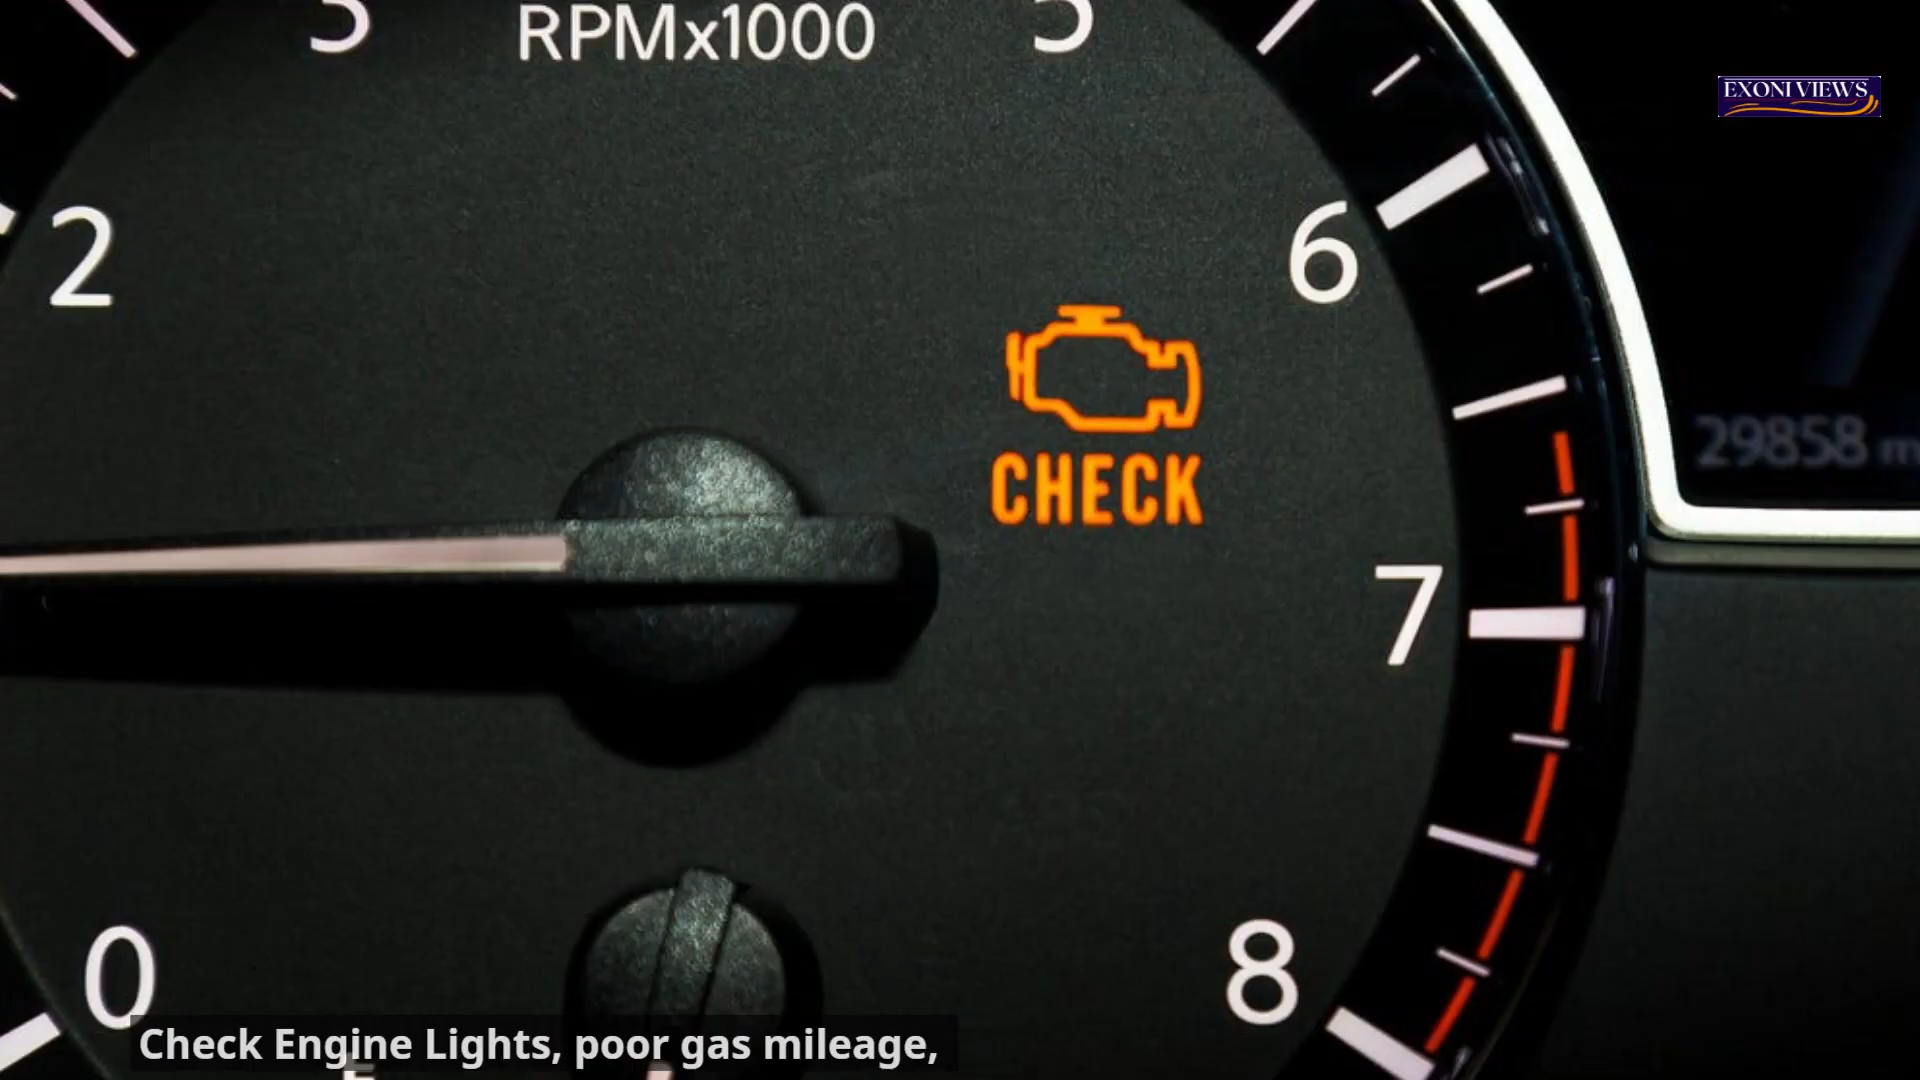 3
RPMx1000
5
EXONI VIEWS
2
6
CHECK
29858 m
7
0
8
Check Engine Lights, poor gas mileage,